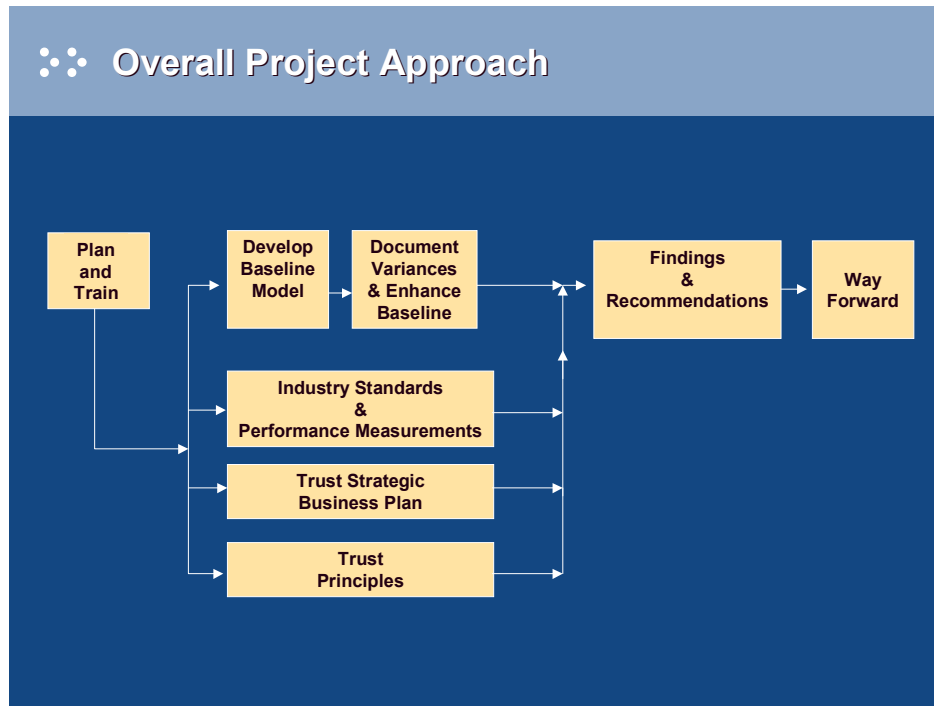 Overall Project Approach
Plan
and
Train
Develop
Baseline
Model
Document
Variances
& Enhance
Baseline
Industry Standards
&
Performance Measurements
Trust Strategic
Business Plan
Trust
Principles
Findings
&
Recommendations
Way
Forward